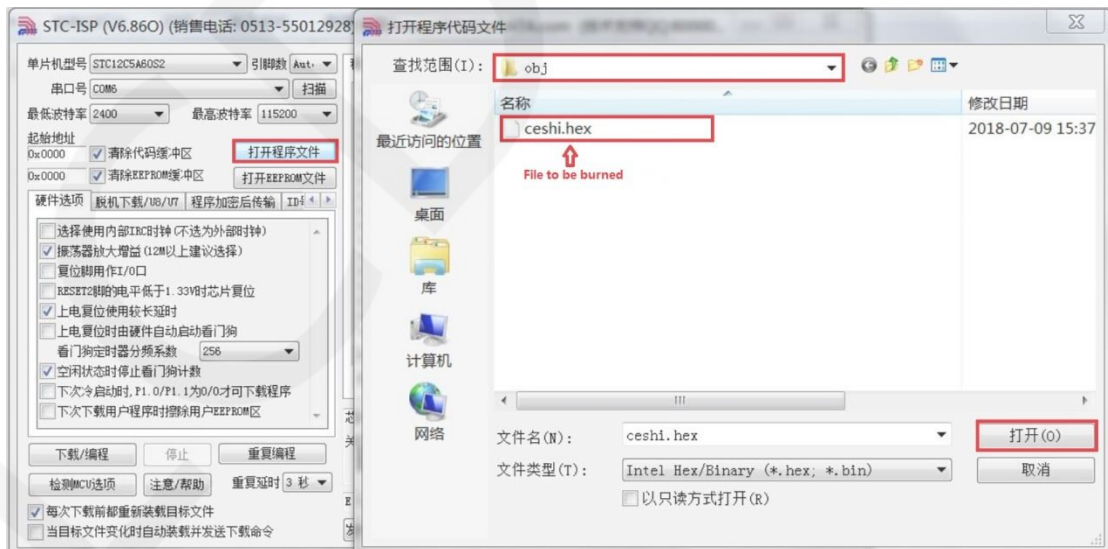 STC-ISP (V6.86O) (销售电话: 0513-55012928)
单片机型号 STC12C5A60S2 引脚数 Aut
串口号 COM6 扫描
最低波特率 2400 最高波特率 115200
起始地址
0x0000 清除代码缓冲区 打开程序文件
0x0000 清除EEPROM缓冲区 打开EEPROM文件
硬件选项 脱机下载/U8/U7 程序加密后传输
选择使用内部IRC时钟(不选为外部时钟)
振荡器放大增益(12M以上建议选择)
复位脚用作I/O口
RESET2脚的电平低于1.33V时芯片复位
上电复位使用较长延时
上电复位时由硬件自动启动看门狗
看门狗定时器分频系数 256
空闲状态时停止看门狗计数
下次冷启动时,P1.0/P1.1为0/0才可下载程序
下次下载用户程序时擦除用户EEPROM区
下载/编程 停止 重复编程
检测MCU选项 注意/帮助 重复延时 3 秒
每次下载前都重新装载目标文件
当目标文件变化时自动装载并发送下载命令
打开程序代码文件
查找范围(I): obj
名称 修改日期
ceshi.hex 2018-07-09 15:37
File to be burned
最近访问的位置
桌面
库
计算机
网络
文件名(N): ceshi.hex 打开(O)
文件类型(T): Intel Hex/Binary (*.hex; *.bin) 取消
以只读方式打开(R)